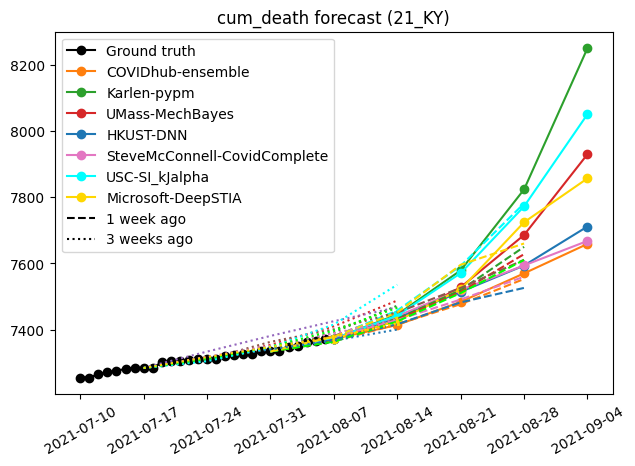 cum_death forecast (21_KY)
8200
8000
7800
7600
7400
Ground truth
COVIDhub-ensemble
Karlen-pypm
UMass-MechBayes
HKUST-DNN
SteveMcConnell-CovidComplete
USC-SI_kJalpha
Microsoft-DeepSTIA
1 week ago
3 weeks ago
2021-07-10
2021-07-17
2021-07-24
2021-07-31
2021-08-07
2021-08-14
2021-08-21
2021-08-28
2021-09-04